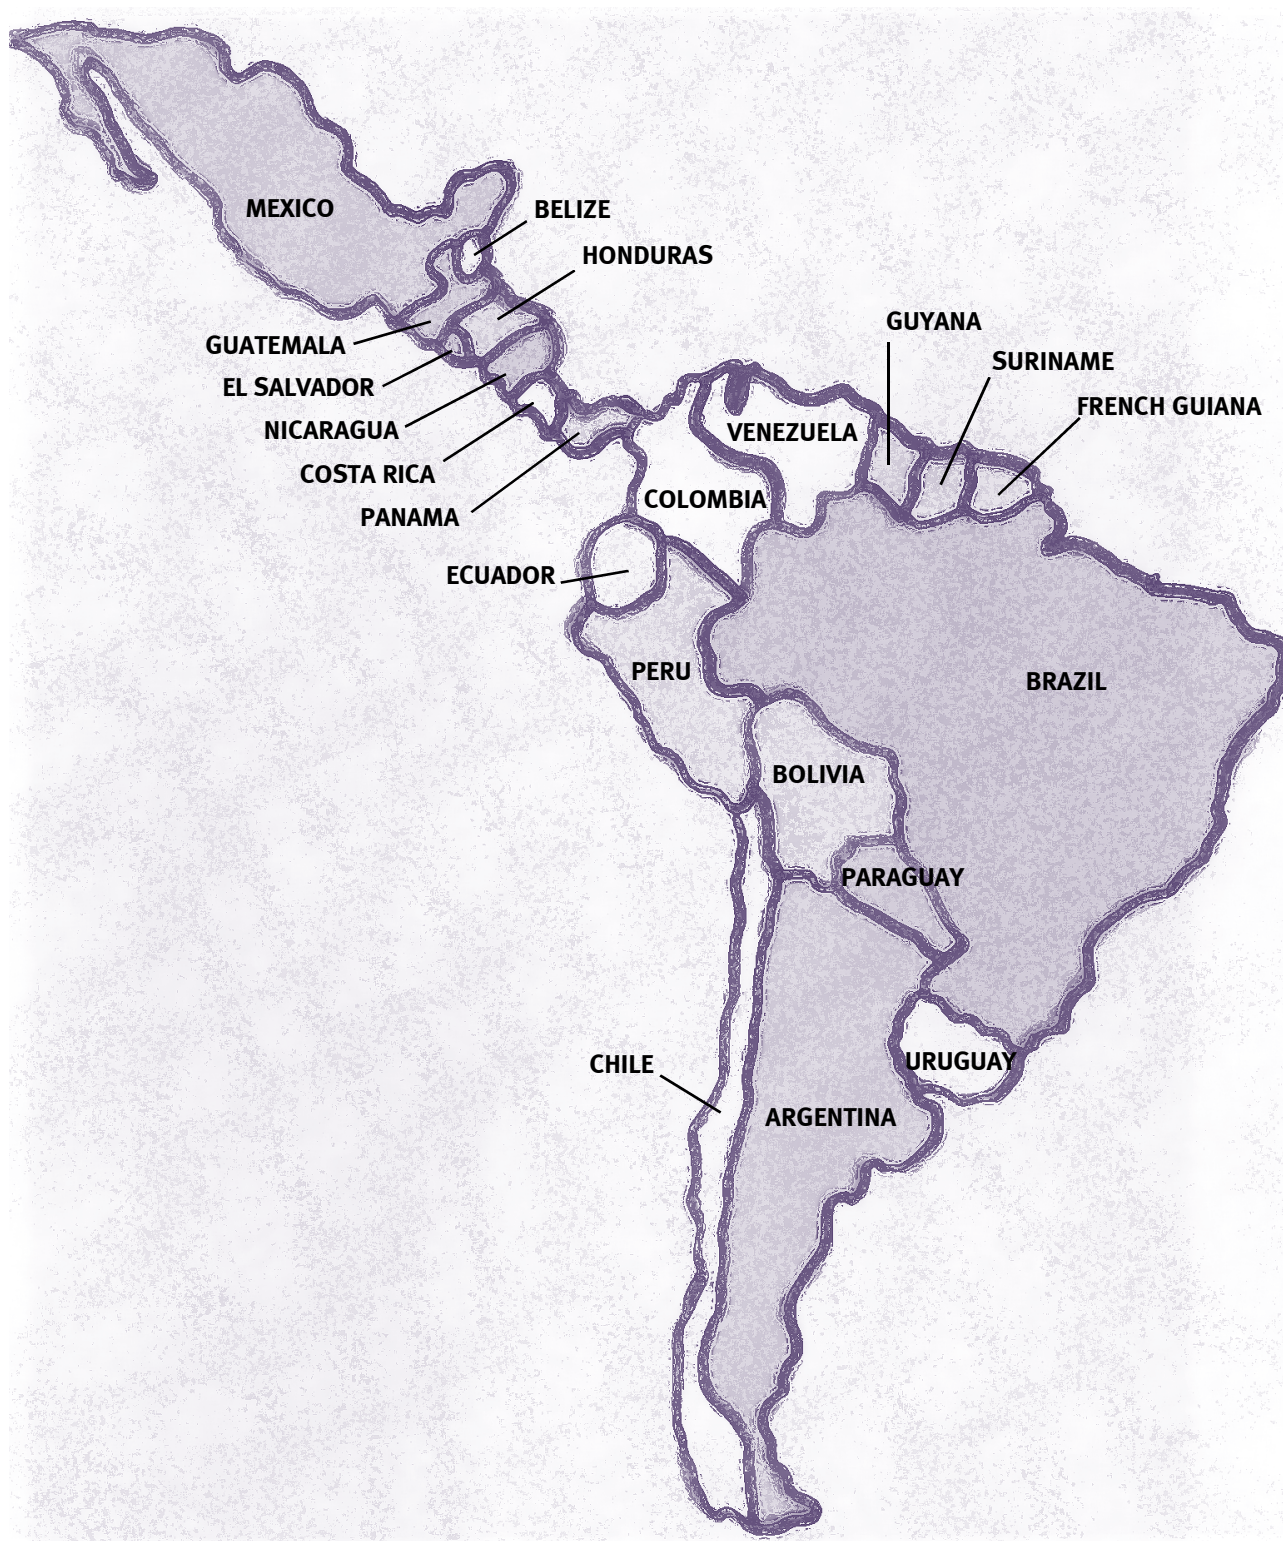 MEXICO
BELIZE
HONDURAS
GUYANA
GUATEMALA
SURINAME
EL SALVADOR
FRENCH GUIANA
NICARAGUA
VENEZUELA
COSTA RICA
COLOMBIA
PANAMA
ECUADOR
PERU
BRAZIL
BOLIVIA
PARAGUAY
CHILE
URUGUAY
ARGENTINA